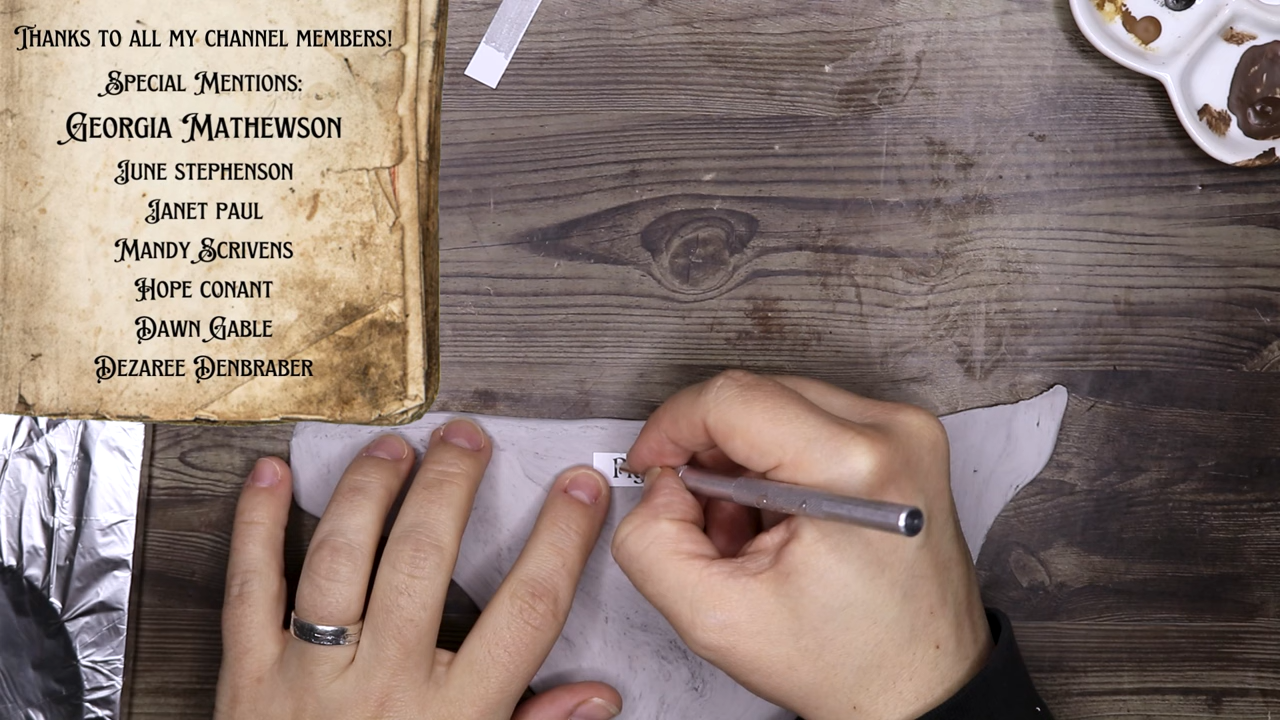 Thanks to all my channel members!
Special Mentions:
Georgia Mathewson
June stephenson
Janet paul
Mandy Scrivens
Hope conant
Dawn Gable
Dezaree Denbraber